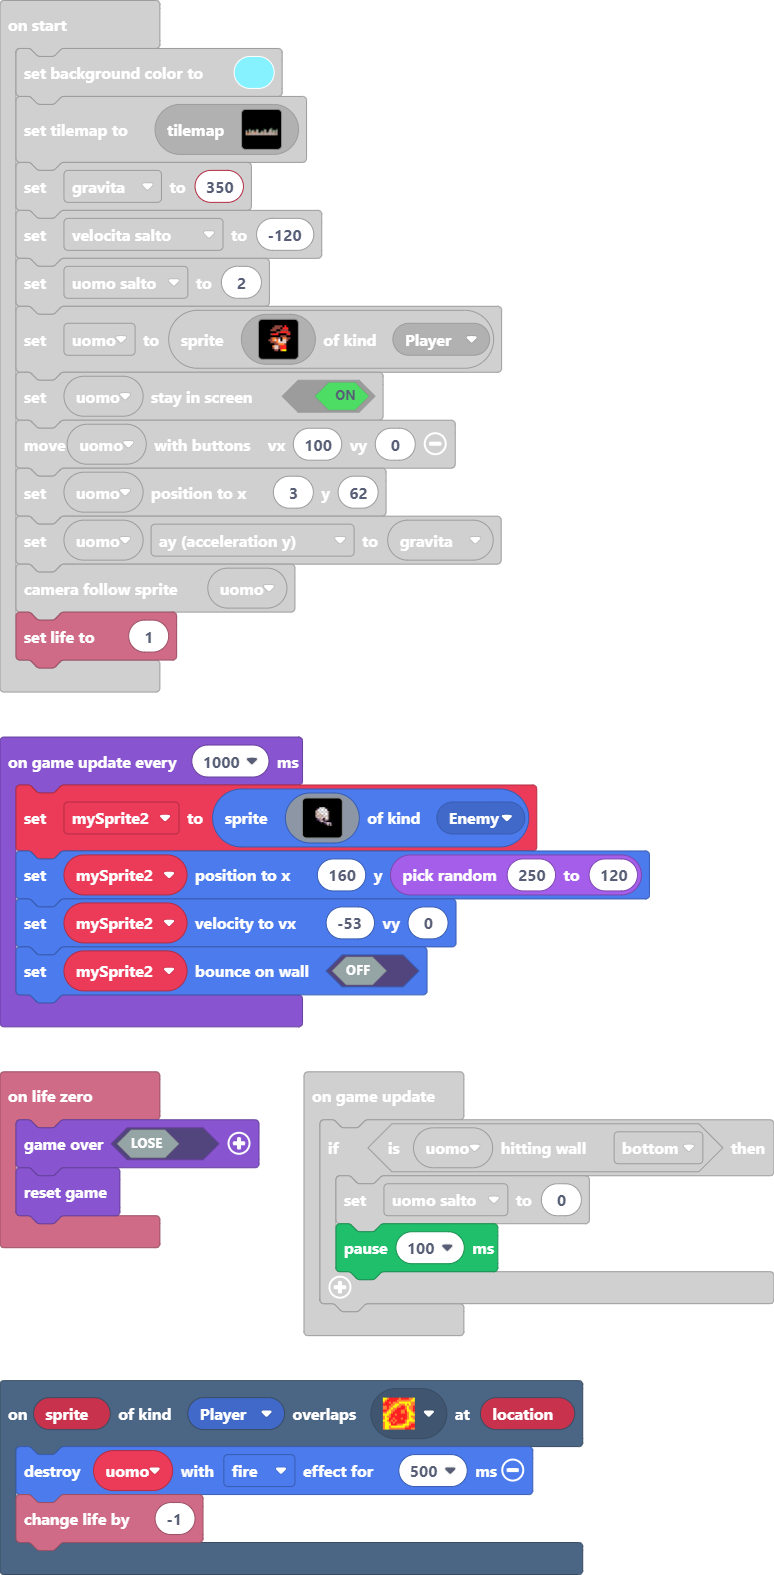 on start
set background color to
set tilemap to tilemap
set gravita to 350
set velocita salto to -120
set uomo salto to 2
set uomo to sprite of kind Player
set uomo stay in screen ON
move uomo with buttons vx 100 vy 0
set uomo position to x 3 y 62
set uomo ay (acceleration y) to gravita
camera follow sprite uomo
set life to 1
on game update every 1000 ms
set mySprite2 to sprite of kind Enemy
set mySprite2 position to x 160 y pick random 250 to 120
set mySprite2 velocity to vx -53 vy 0
set mySprite2 bounce on wall OFF
on life zero
game over LOSE
reset game
on game update
if is uomo hitting wall bottom then
set uomo salto to 0
pause 100 ms
on sprite of kind Player overlaps at location
destroy uomo with fire effect for 500 ms
change life by -1